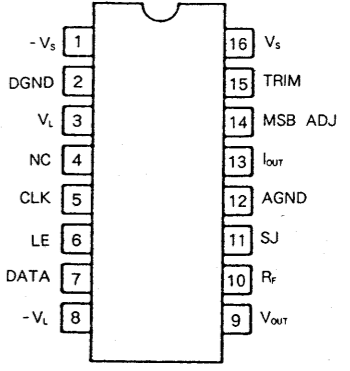 -Vs 1 16 Vs
DGND 2 15 TRIM
VL 3 14 MSB ADJ
NC 4 13 IOUT
CLK 5 12 AGND
LE 6 11 SJ
DATA 7 10 RF
-VL 8 9 VOUT